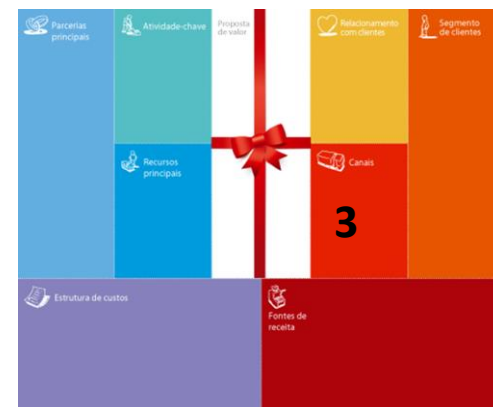 Parcerias
principais
Atividade-chave
Proposta
de valor
Relacionamento
com clientes
Segmento
de clientes
Recursos
principais
Canais
3
Estrutura de custos
Fontes de
receita